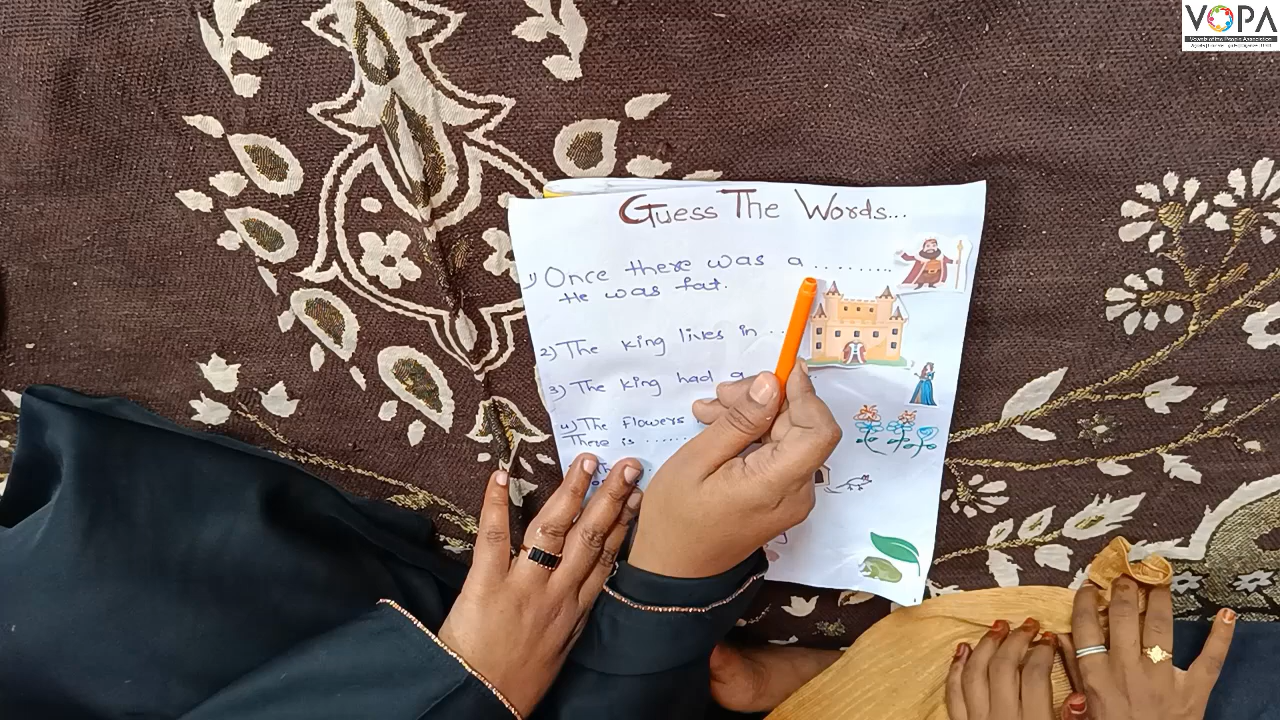 VOPA
Guess The Words...
1) Once there was a .........
He was fat.
2) The king lives in ..
3) The king had a
4) The flowers
There is ......